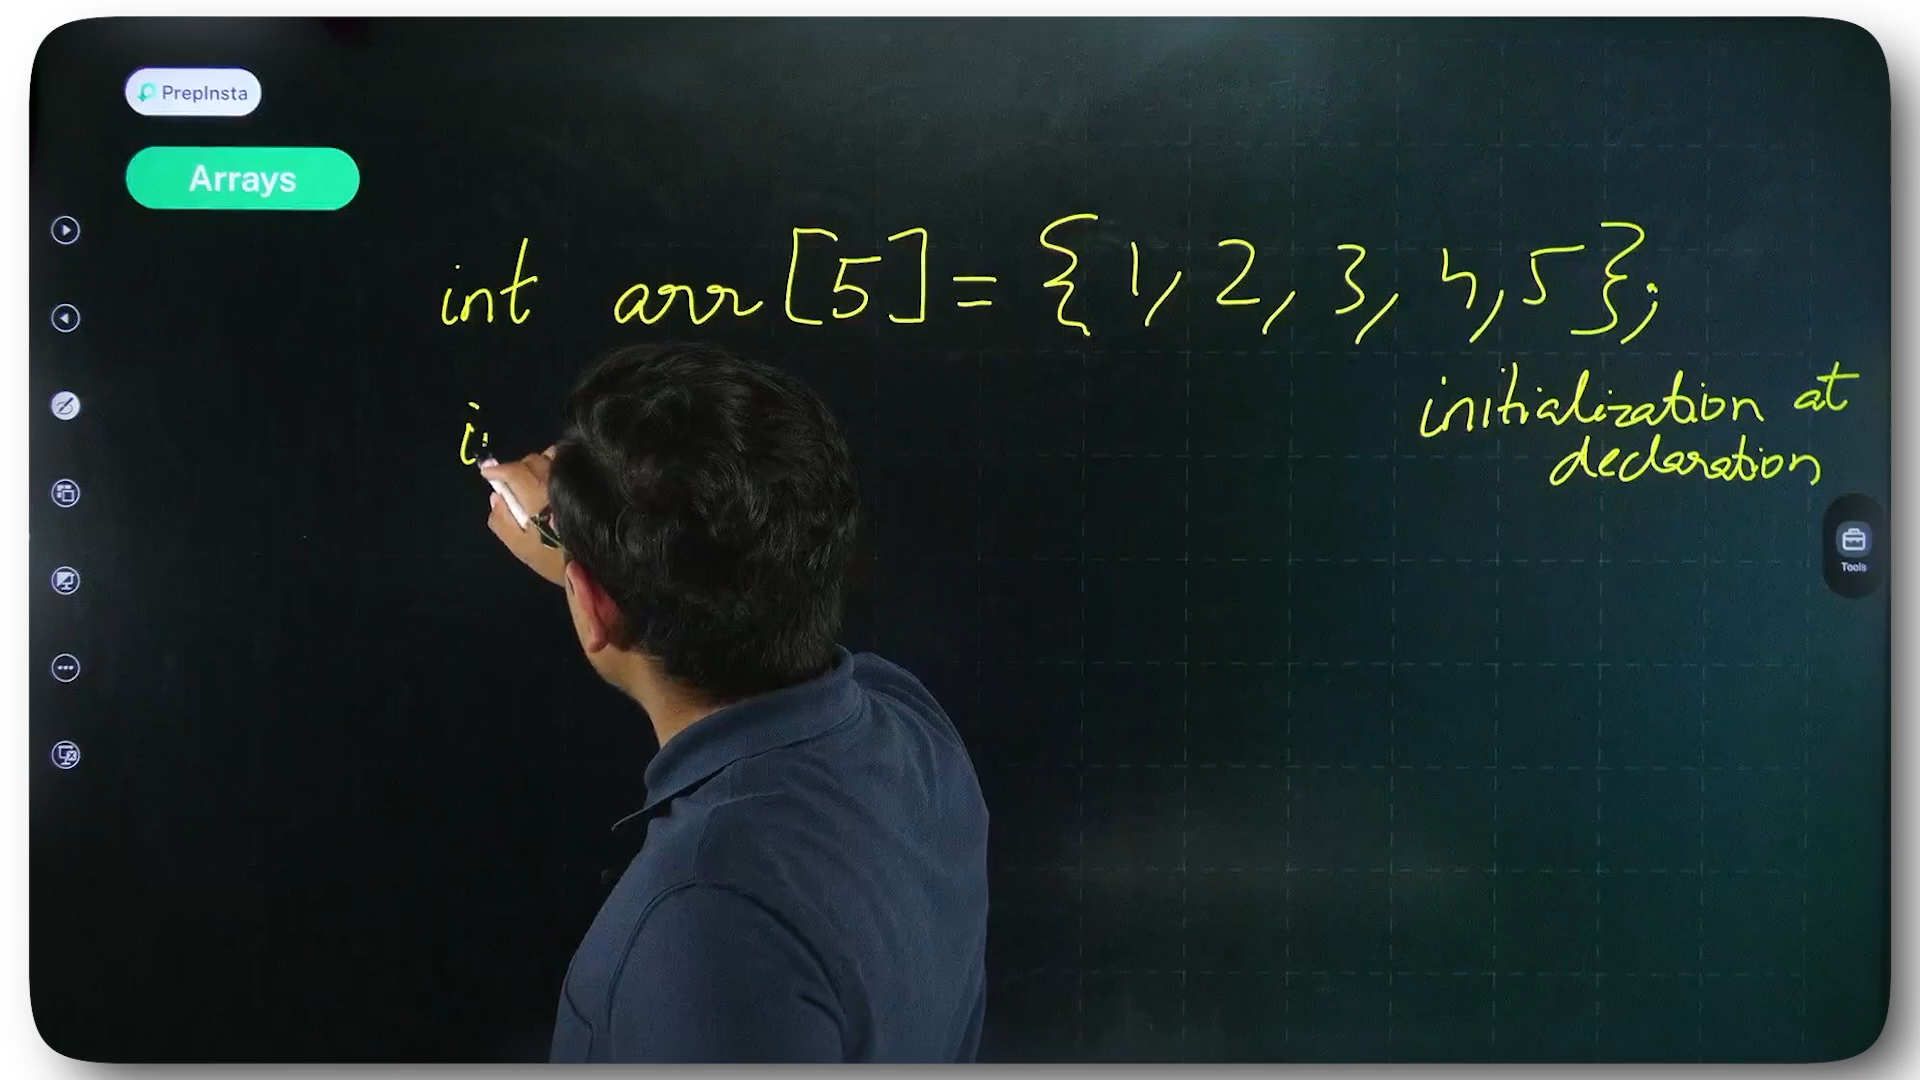 PrepInsta
Arrays
int arr[5] = {1, 2, 3, 4, 5};
i
initialization at
declaration
Tools